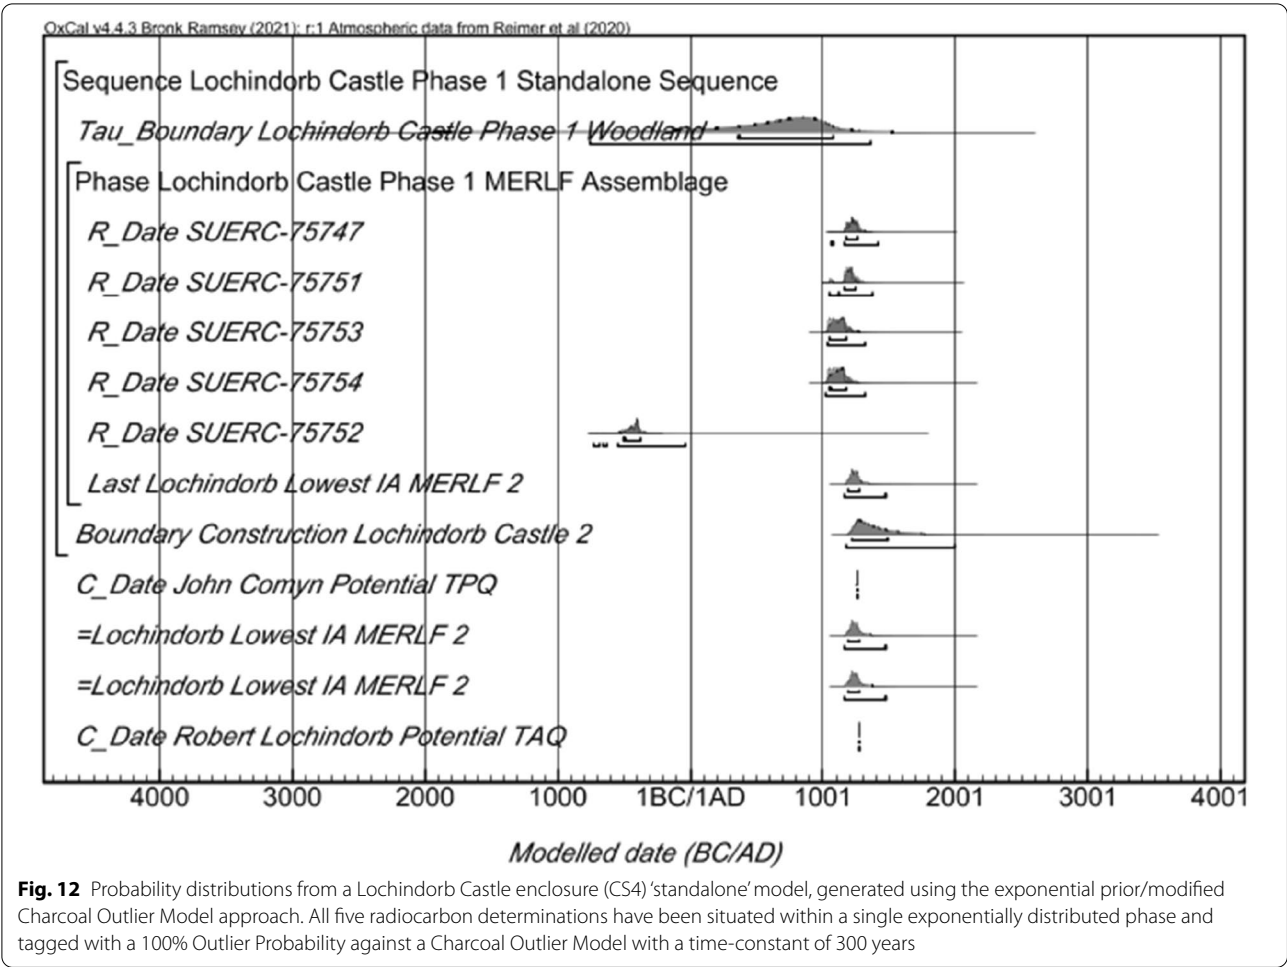 OxCal v4.4.3 Bronk Ramsey (2021); r:1 Atmospheric data from Reimer et al (2020)
Sequence Lochindorb Castle Phase 1 Standalone Sequence
Tau_Boundary Lochindorb Castle Phase 1 Woodland
Phase Lochindorb Castle Phase 1 MERLF Assemblage
R_Date SUERC-75747
R_Date SUERC-75751
R_Date SUERC-75753
R_Date SUERC-75754
R_Date SUERC-75752
Last Lochindorb Lowest IA MERLF 2
Boundary Construction Lochindorb Castle 2
C_Date John Comyn Potential TPQ
=Lochindorb Lowest IA MERLF 2
=Lochindorb Lowest IA MERLF 2
C_Date Robert Lochindorb Potential TAQ
4000 3000 2000 1000 1BC/1AD 1001 2001 3001 4001
Modelled date (BC/AD)
Fig. 12 Probability distributions from a Lochindorb Castle enclosure (CS4) ‘standalone’ model, generated using the exponential prior/modified
Charcoal Outlier Model approach. All five radiocarbon determinations have been situated within a single exponentially distributed phase and
tagged with a 100% Outlier Probability against a Charcoal Outlier Model with a time-constant of 300 years